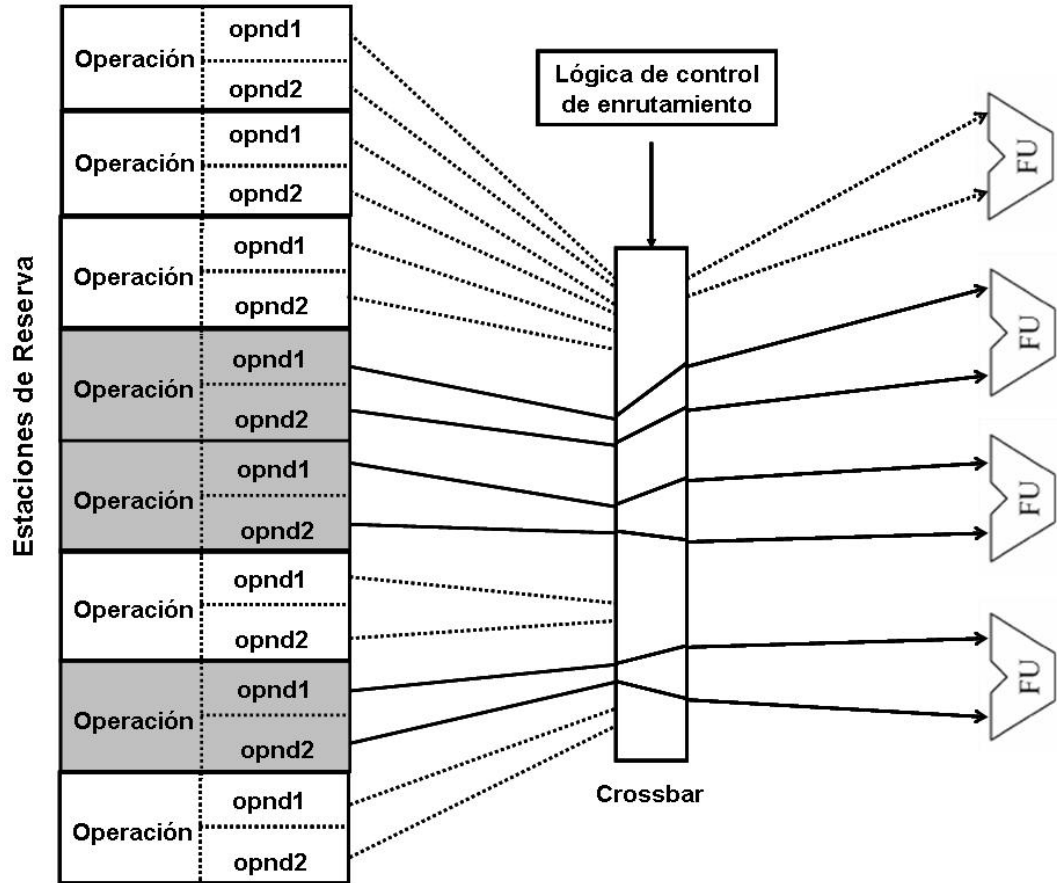 Estaciones de Reserva
Operación
opnd1
opnd2
Operación
opnd1
opnd2
Operación
opnd1
opnd2
Operación
opnd1
opnd2
Operación
opnd1
opnd2
Operación
opnd1
opnd2
Operación
opnd1
opnd2
Operación
opnd1
opnd2
Lógica de control
de enrutamiento
Crossbar
FU
FU
FU
FU